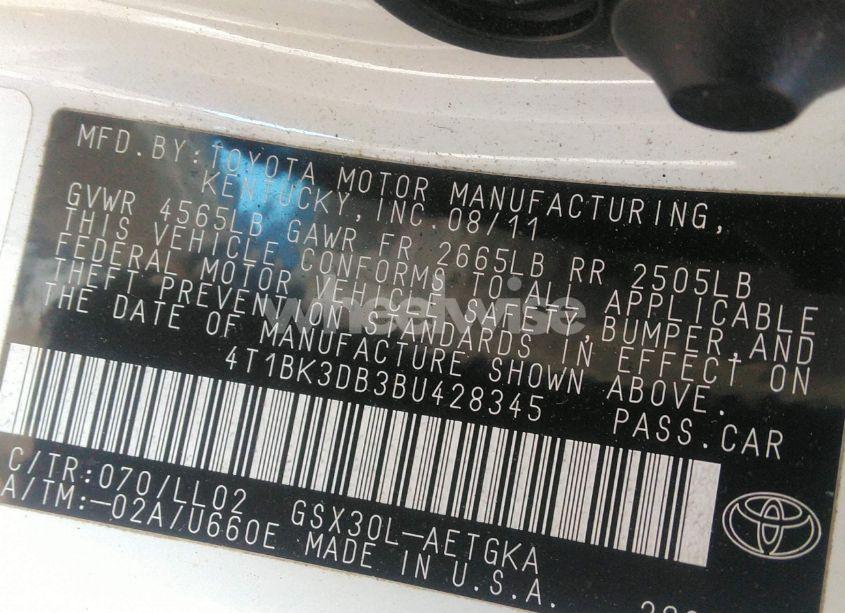 MFD.BY:TOYOTA MOTOR MANUFACTURING,
KENTUCKY,INC.08/11
GVWR 4565LB GAWR FR 2665LB RR 2505LB
THIS VEHICLE CONFORMS TO ALL APPLICABLE
FEDERAL MOTOR VEHICLE SAFETY,BUMPER,AND
THEFT PREVENTION STANDARDS IN EFFECT ON
THE DATE OF MANUFACTURE SHOWN ABOVE.
4T1BK3DB3BU428345 PASS.CAR
C/TR:070/LL02 GSX30L-AETGKA
A/TM:-02A/U660E MADE IN U.S.A.
wheelwise